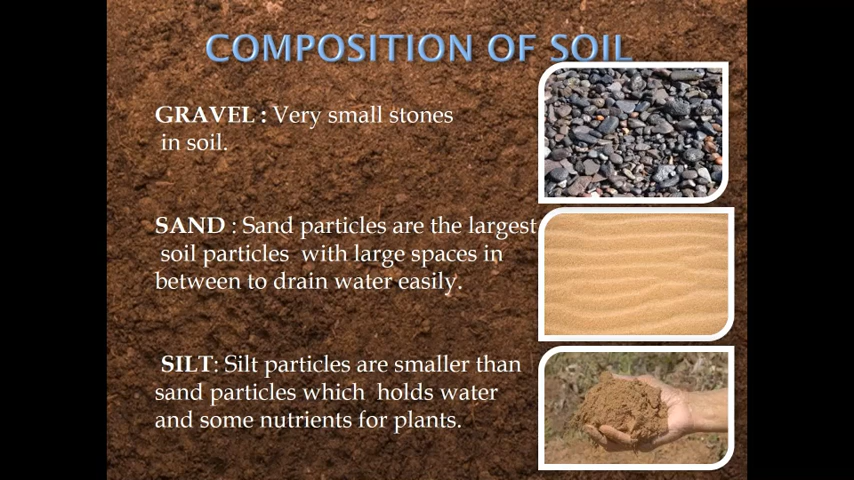 COMPOSITION OF SOIL
GRAVEL : Very small stones
in soil.
SAND : Sand particles are the largest
soil particles with large spaces in
between to drain water easily.
SILT: Silt particles are smaller than
sand particles which holds water
and some nutrients for plants.